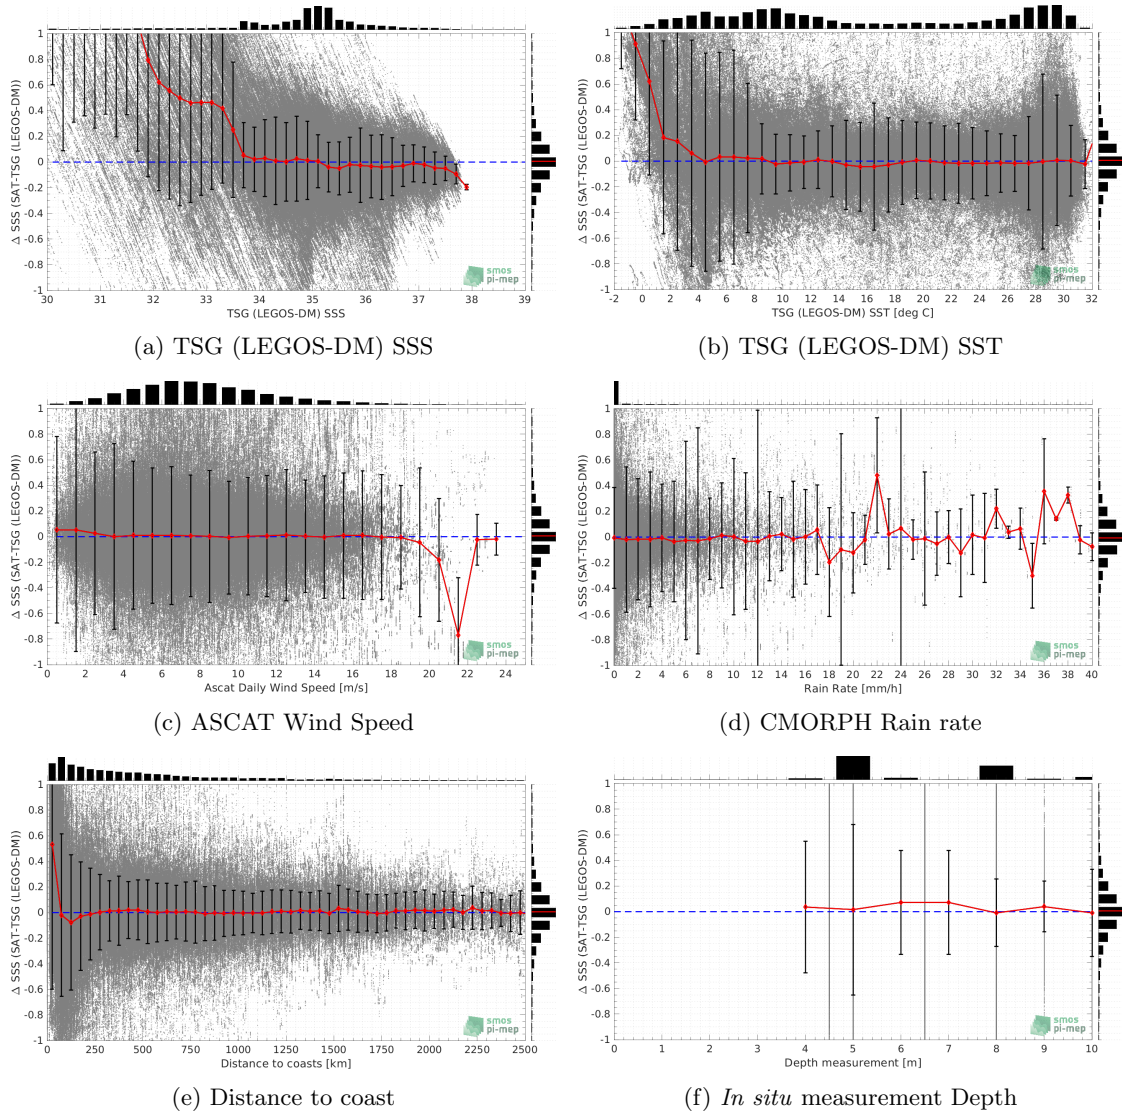 1
0.8
0.6
0.4
0.2
0
-0.2
-0.4
-0.6
-0.8
-1
Δ SSS (SAT-TSG (LEGOS-DM))
30 31 32 33 34 35 36 37 38 39
TSG (LEGOS-DM) SSS
smos
pi-mep
(a) TSG (LEGOS-DM) SSS
1
0.8
0.6
0.4
0.2
0
-0.2
-0.4
-0.6
-0.8
-1
Δ SSS (SAT-TSG (LEGOS-DM))
-2 0 2 4 6 8 10 12 14 16 18 20 22 24 26 28 30 32
TSG (LEGOS-DM) SST [deg C]
smos
pi-mep
(b) TSG (LEGOS-DM) SST
1
0.8
0.6
0.4
0.2
0
-0.2
-0.4
-0.6
-0.8
-1
Δ SSS (SAT-TSG (LEGOS-DM))
0 2 4 6 8 10 12 14 16 18 20 22 24
Ascat Daily Wind Speed [m/s]
smos
pi-mep
(c) ASCAT Wind Speed
1
0.8
0.6
0.4
0.2
0
-0.2
-0.4
-0.6
-0.8
-1
Δ SSS (SAT-TSG (LEGOS-DM))
0 2 4 6 8 10 12 14 16 18 20 22 24 26 28 30 32 34 36 38 40
Rain Rate [mm/h]
smos
pi-mep
(d) CMORPH Rain rate
1
0.8
0.6
0.4
0.2
0
-0.2
-0.4
-0.6
-0.8
-1
Δ SSS (SAT-TSG (LEGOS-DM))
0 250 500 750 1000 1250 1500 1750 2000 2250 2500
Distance to coasts [km]
smos
pi-mep
(e) Distance to coast
1
0.8
0.6
0.4
0.2
0
-0.2
-0.4
-0.6
-0.8
-1
Δ SSS (SAT-TSG (LEGOS-DM))
0 1 2 3 4 5 6 7 8 9 10
Depth measurement [m]
smos
pi-mep
(f) In situ measurement Depth